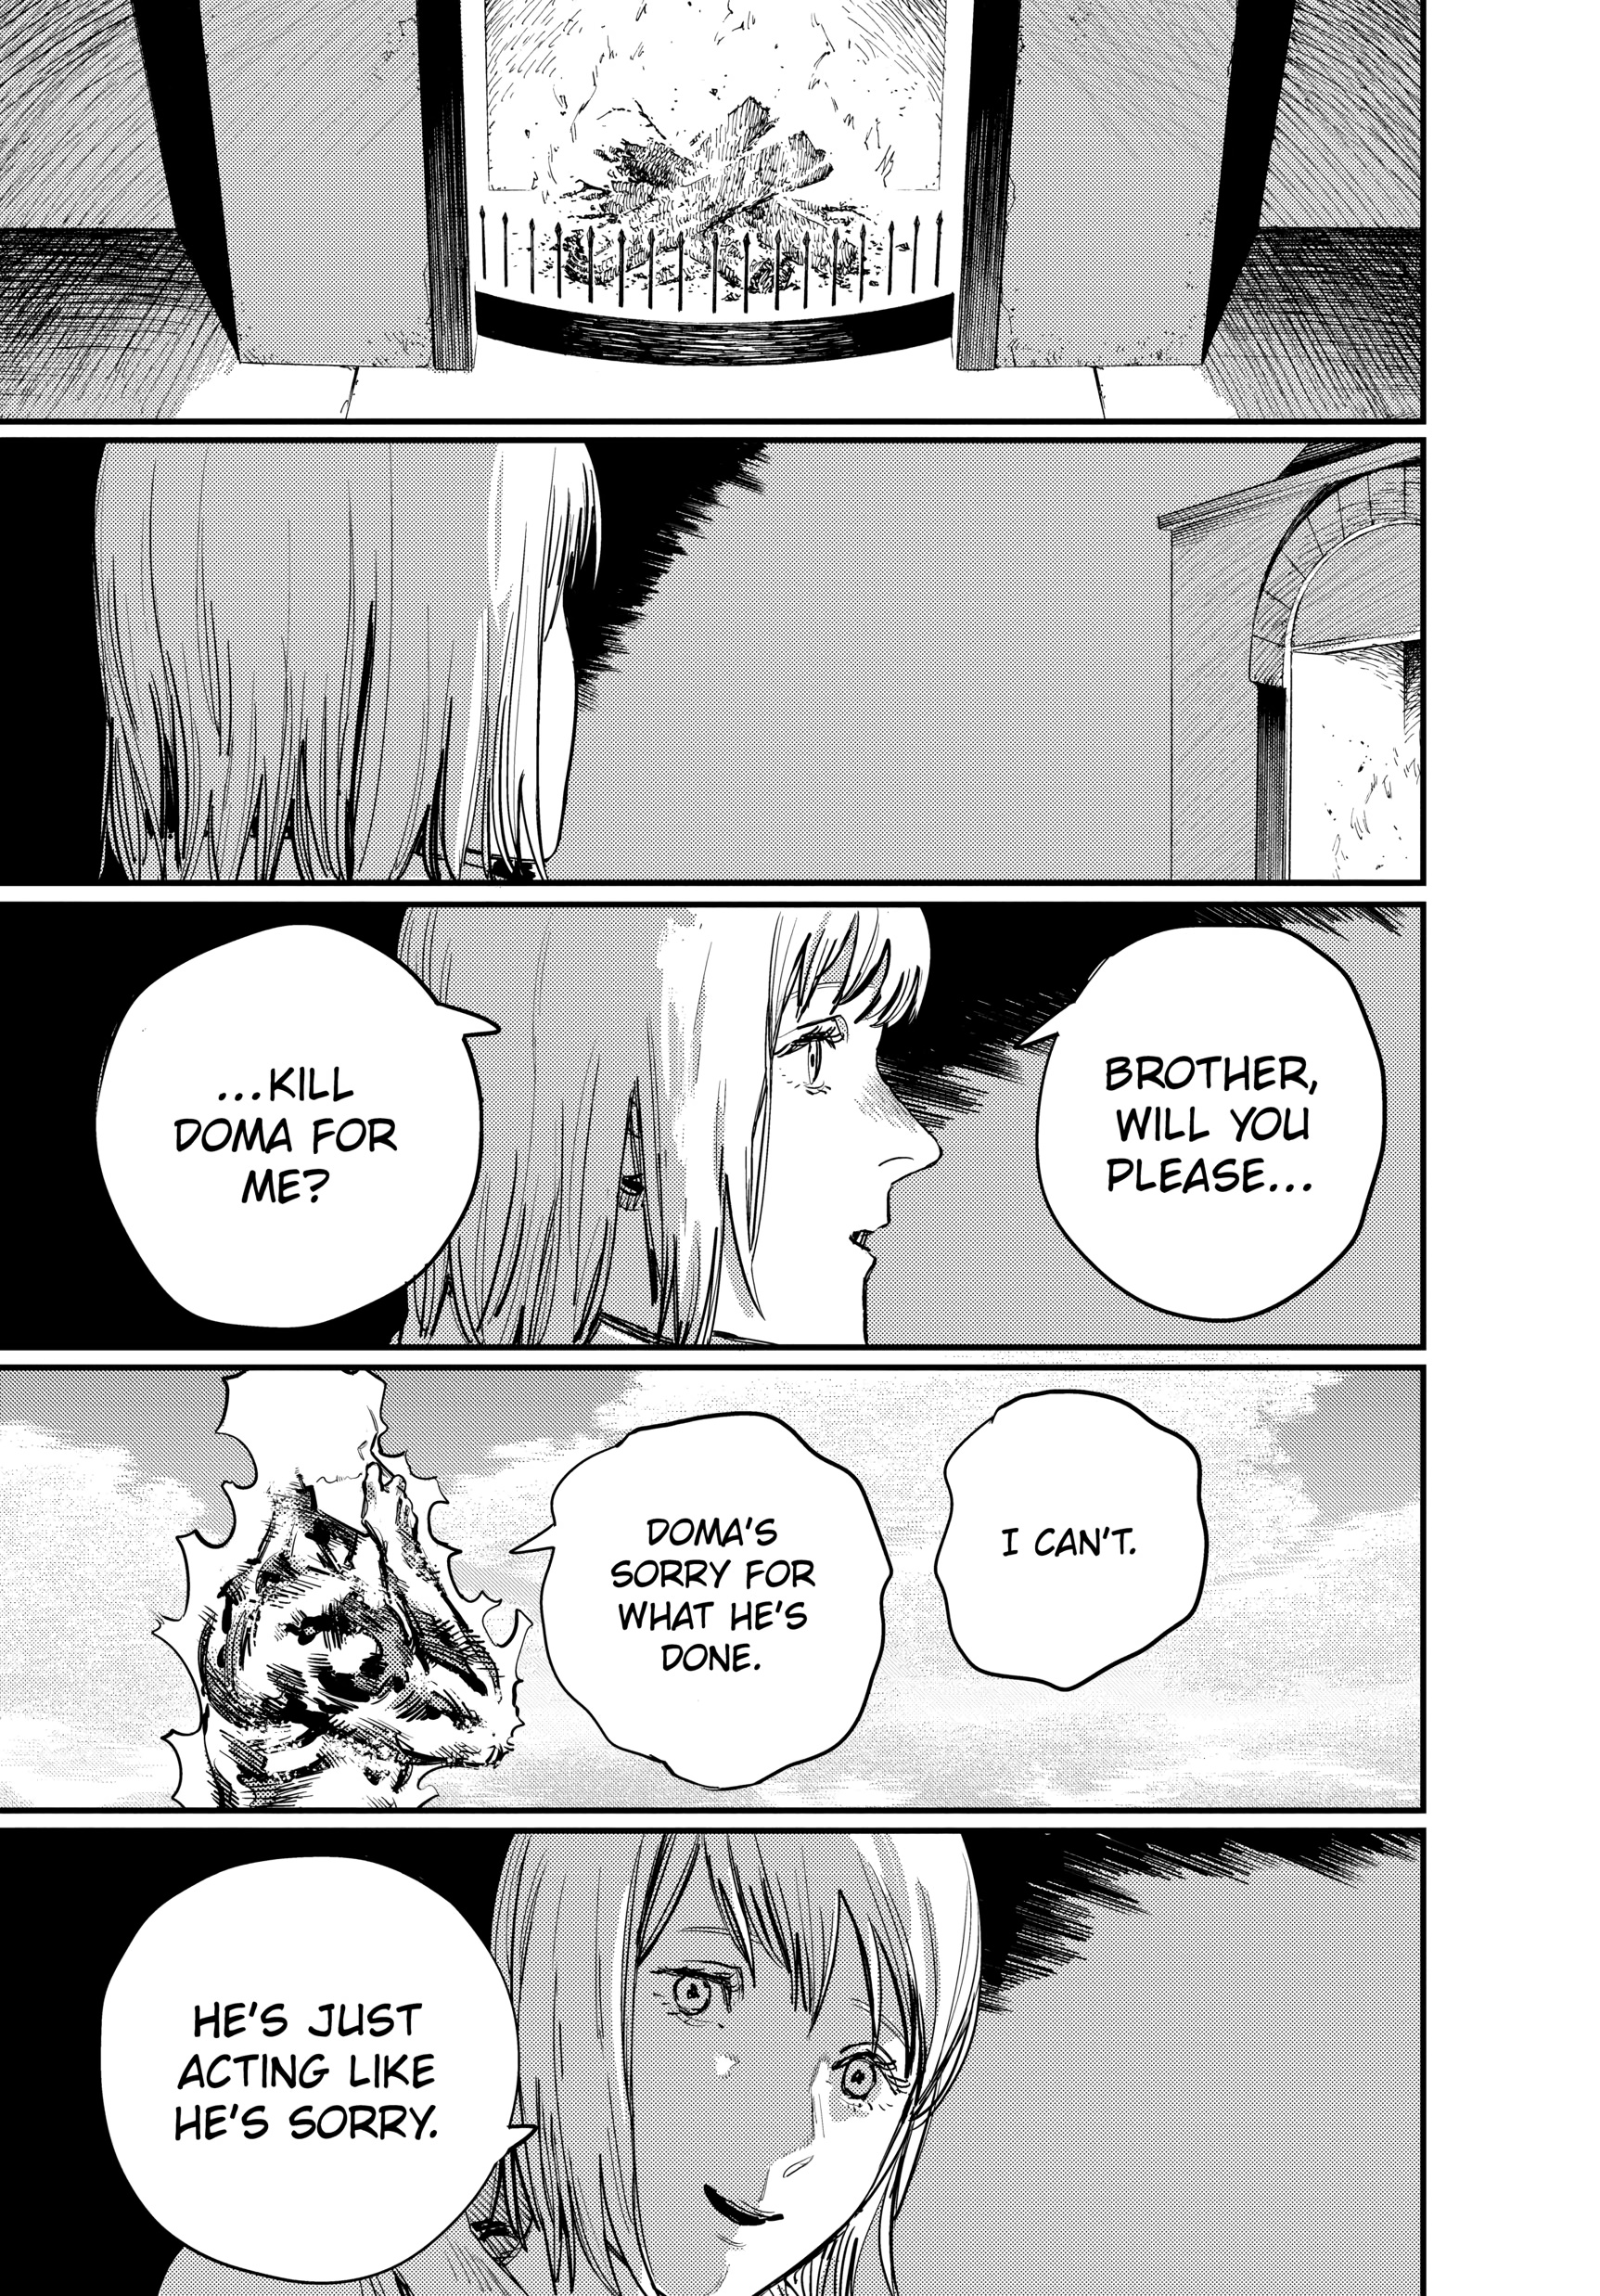 BROTHER,
WILL YOU
PLEASE...
...KILL
DOMA FOR
ME?
I CAN'T.
DOMA'S
SORRY FOR
WHAT HE'S
DONE.
HE'S JUST
ACTING LIKE
HE'S SORRY.